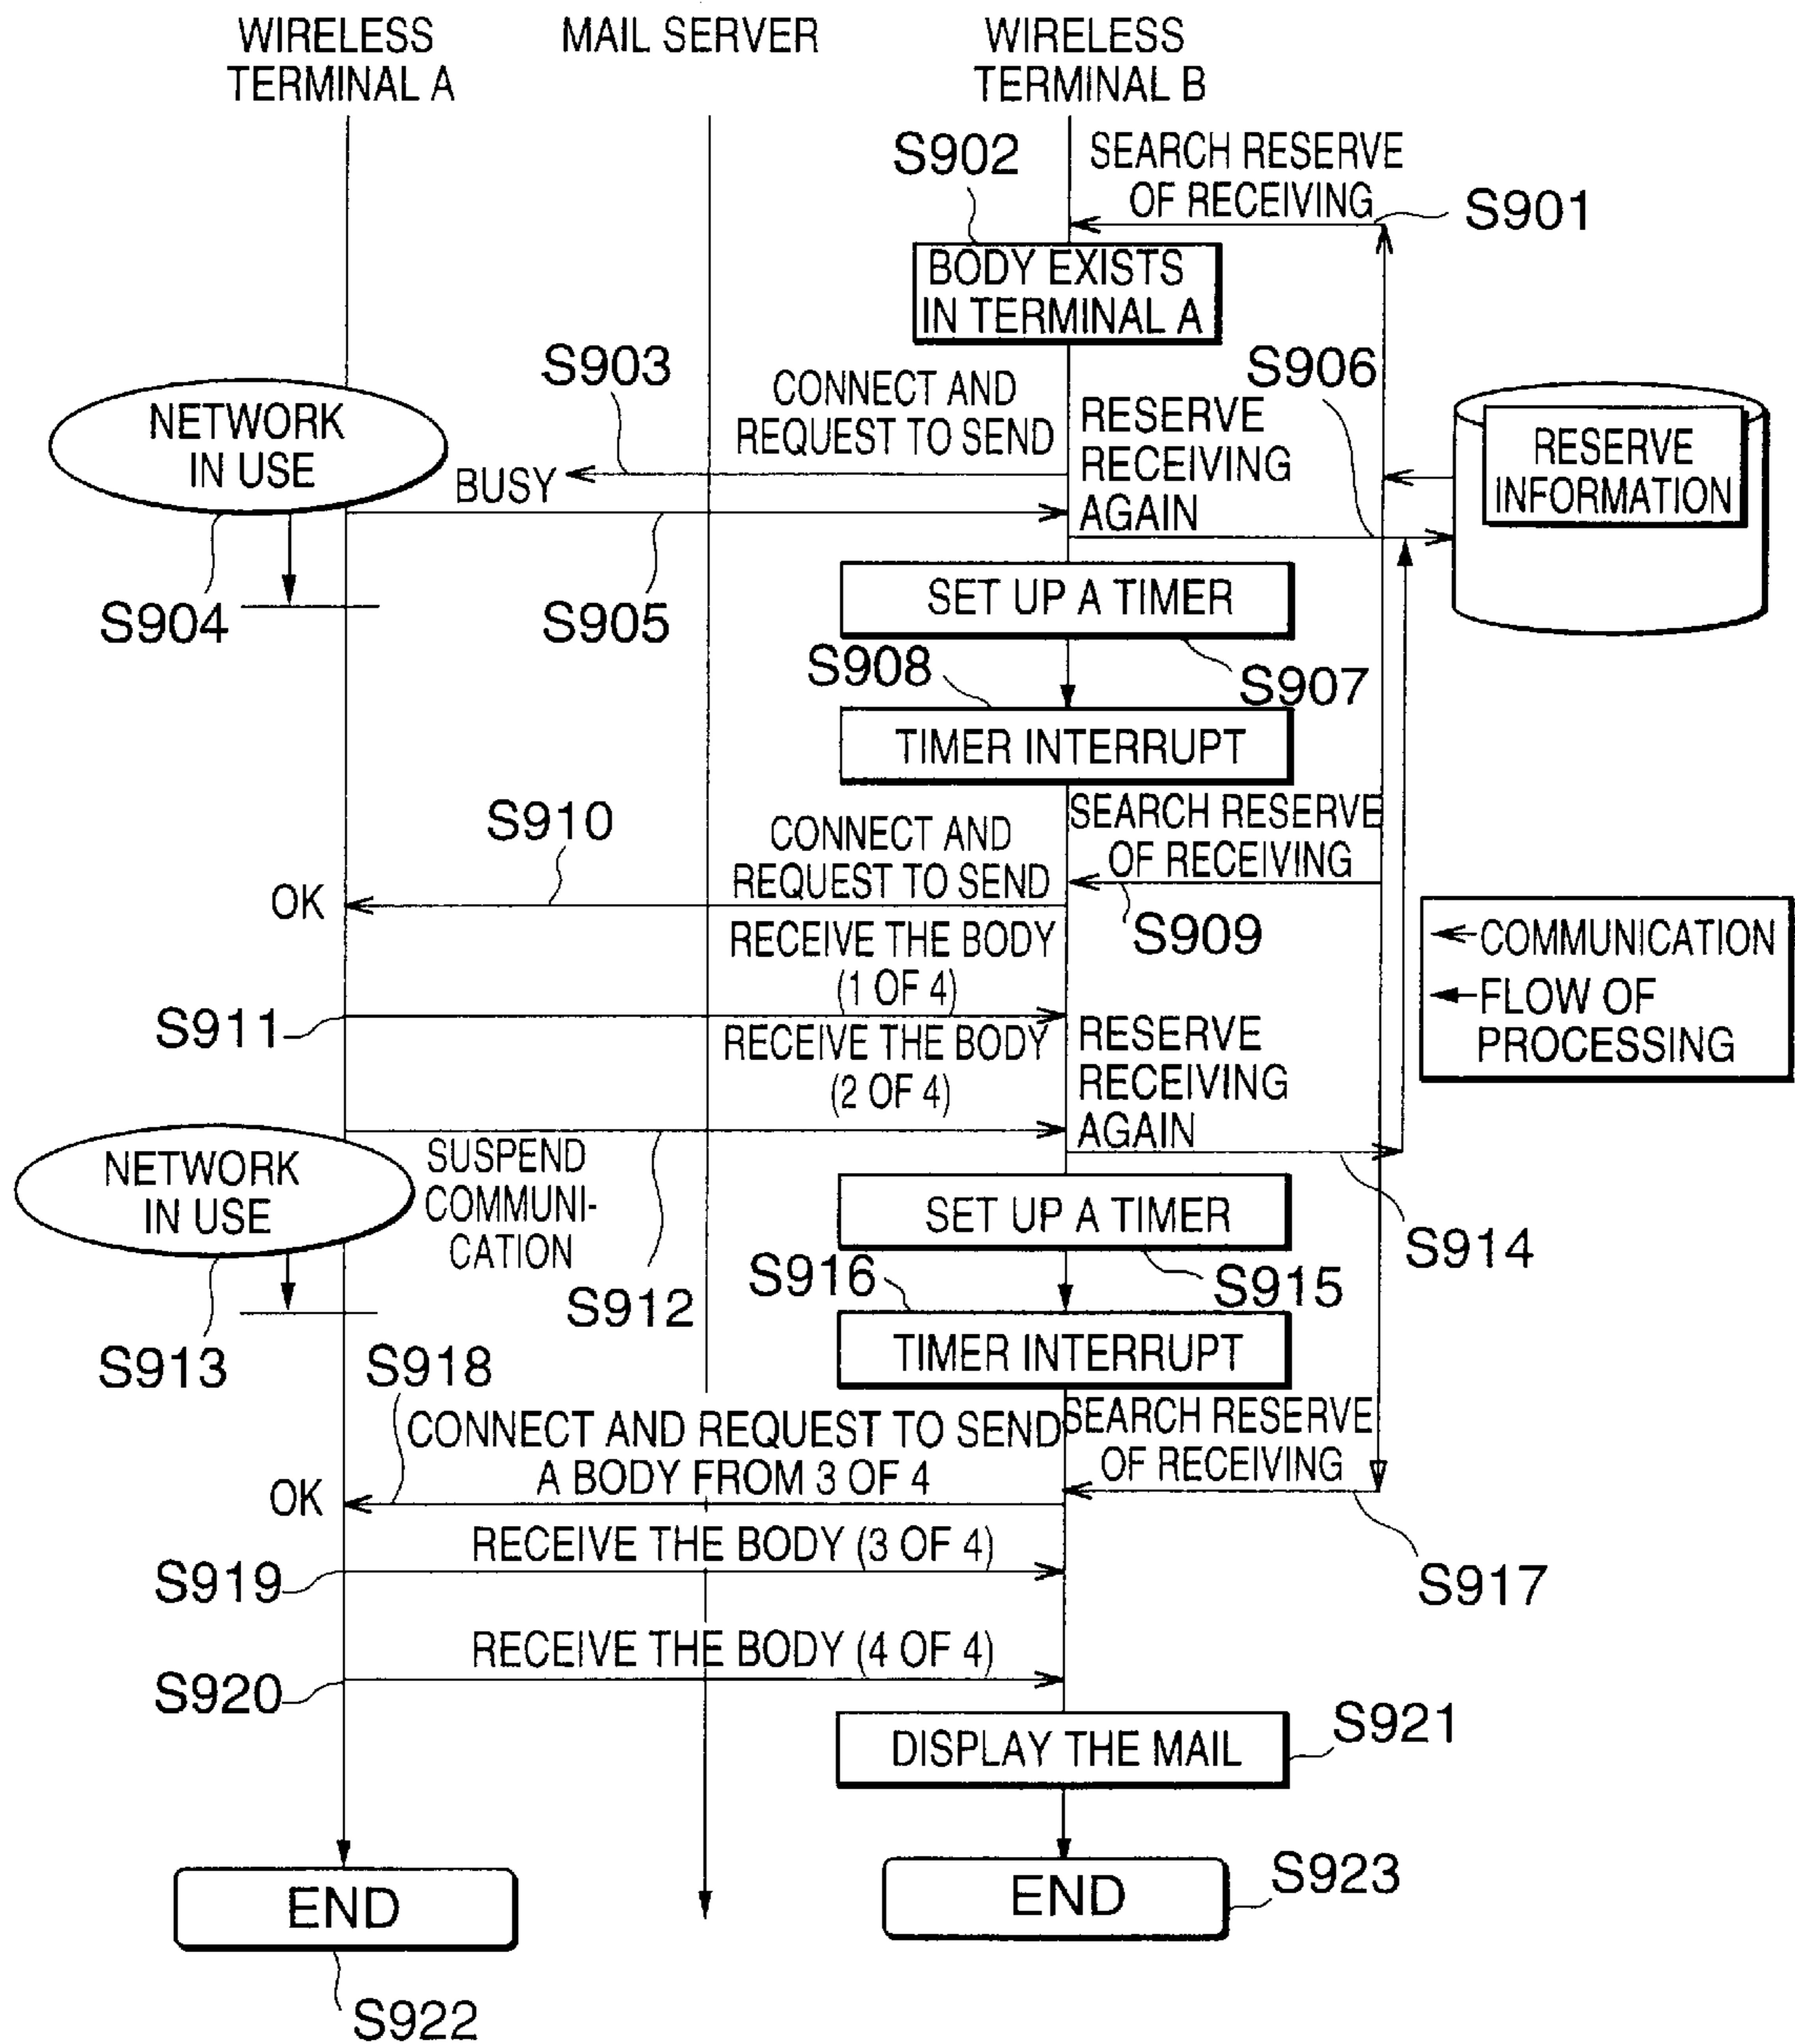 WIRELESS
TERMINAL A
MAIL SERVER
WIRELESS
TERMINAL B
S902
SEARCH RESERVE
OF RECEIVING
S901
BODY EXISTS
IN TERMINAL A
S903
CONNECT AND
REQUEST TO SEND
S906
RESERVE
RECEIVING
AGAIN
NETWORK
IN USE
BUSY
RESERVE
INFORMATION
S904
S905
SET UP A TIMER
S908
S907
TIMER INTERRUPT
S910
CONNECT AND
REQUEST TO SEND
SEARCH RESERVE
OF RECEIVING
OK
S909
RECEIVE THE BODY
(1 OF 4)
COMMUNICATION
FLOW OF
PROCESSING
S911
RECEIVE THE BODY
(2 OF 4)
RESERVE
RECEIVING
AGAIN
NETWORK
IN USE
SUSPEND
COMMUNI-
CATION
SET UP A TIMER
S914
S912
S916
S915
S913
TIMER INTERRUPT
S918
CONNECT AND REQUEST TO SEND
A BODY FROM 3 OF 4
SEARCH RESERVE
OF RECEIVING
OK
RECEIVE THE BODY (3 OF 4)
S919
S917
RECEIVE THE BODY (4 OF 4)
S920
DISPLAY THE MAIL
S921
END
END
S923
S922